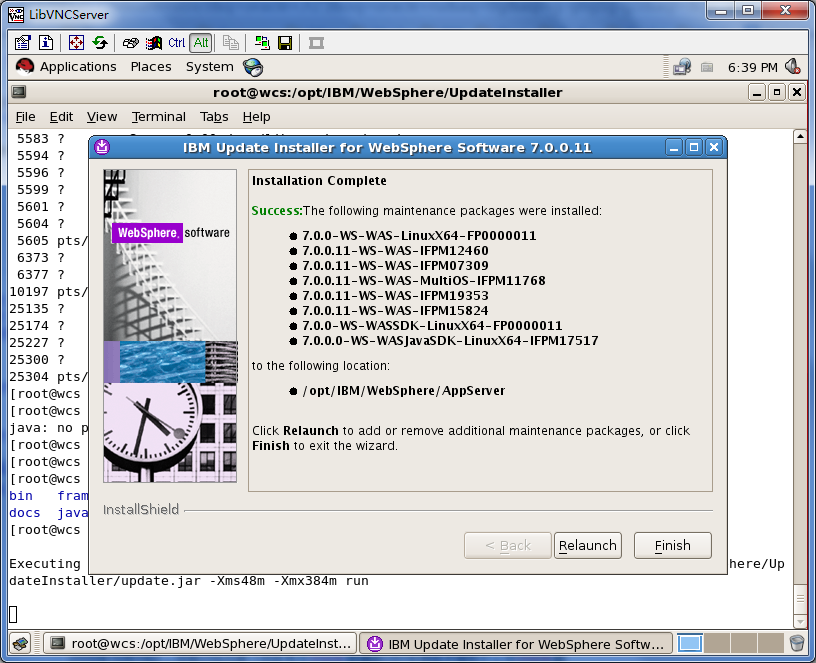 LibVNCServer
Ctrl Alt
Applications Places System 6:39 PM
root@wcs:/opt/IBM/WebSphere/UpdateInstaller
File Edit View Terminal Tabs Help
5583 ?
5594 ?
5596 ?
5599 ?
5601 ?
5604 ?
5605 pts/
6373 ?
6377 ?
10197 pts/
25135 ?
25174 ?
25227 ?
25300 ?
25304 pts/
[root@wcs
[root@wcs
java: no p
[root@wcs
[root@wcs
[root@wcs
bin fram
docs java
[root@wcs
Executing here/Up
dateInstaller/update.jar -Xms48m -Xmx384m run
IBM Update Installer for WebSphere Software 7.0.0.11
WebSphere. software
Installation Complete
Success:The following maintenance packages were installed:
● 7.0.0-WS-WAS-LinuxX64-FP0000011
● 7.0.0.11-WS-WAS-IFPM12460
● 7.0.0.11-WS-WAS-IFPM07309
● 7.0.0.11-WS-WAS-MultiOS-IFPM11768
● 7.0.0.11-WS-WAS-IFPM19353
● 7.0.0.11-WS-WAS-IFPM15824
● 7.0.0-WS-WASSDK-LinuxX64-FP0000011
● 7.0.0.0-WS-WASJavaSDK-LinuxX64-IFPM17517
to the following location:
● /opt/IBM/WebSphere/AppServer
Click Relaunch to add or remove additional maintenance packages, or click
Finish to exit the wizard.
InstallShield
< Back Relaunch Finish
root@wcs:/opt/IBM/WebSphere/UpdateInst... IBM Update Installer for WebSphere Softw...